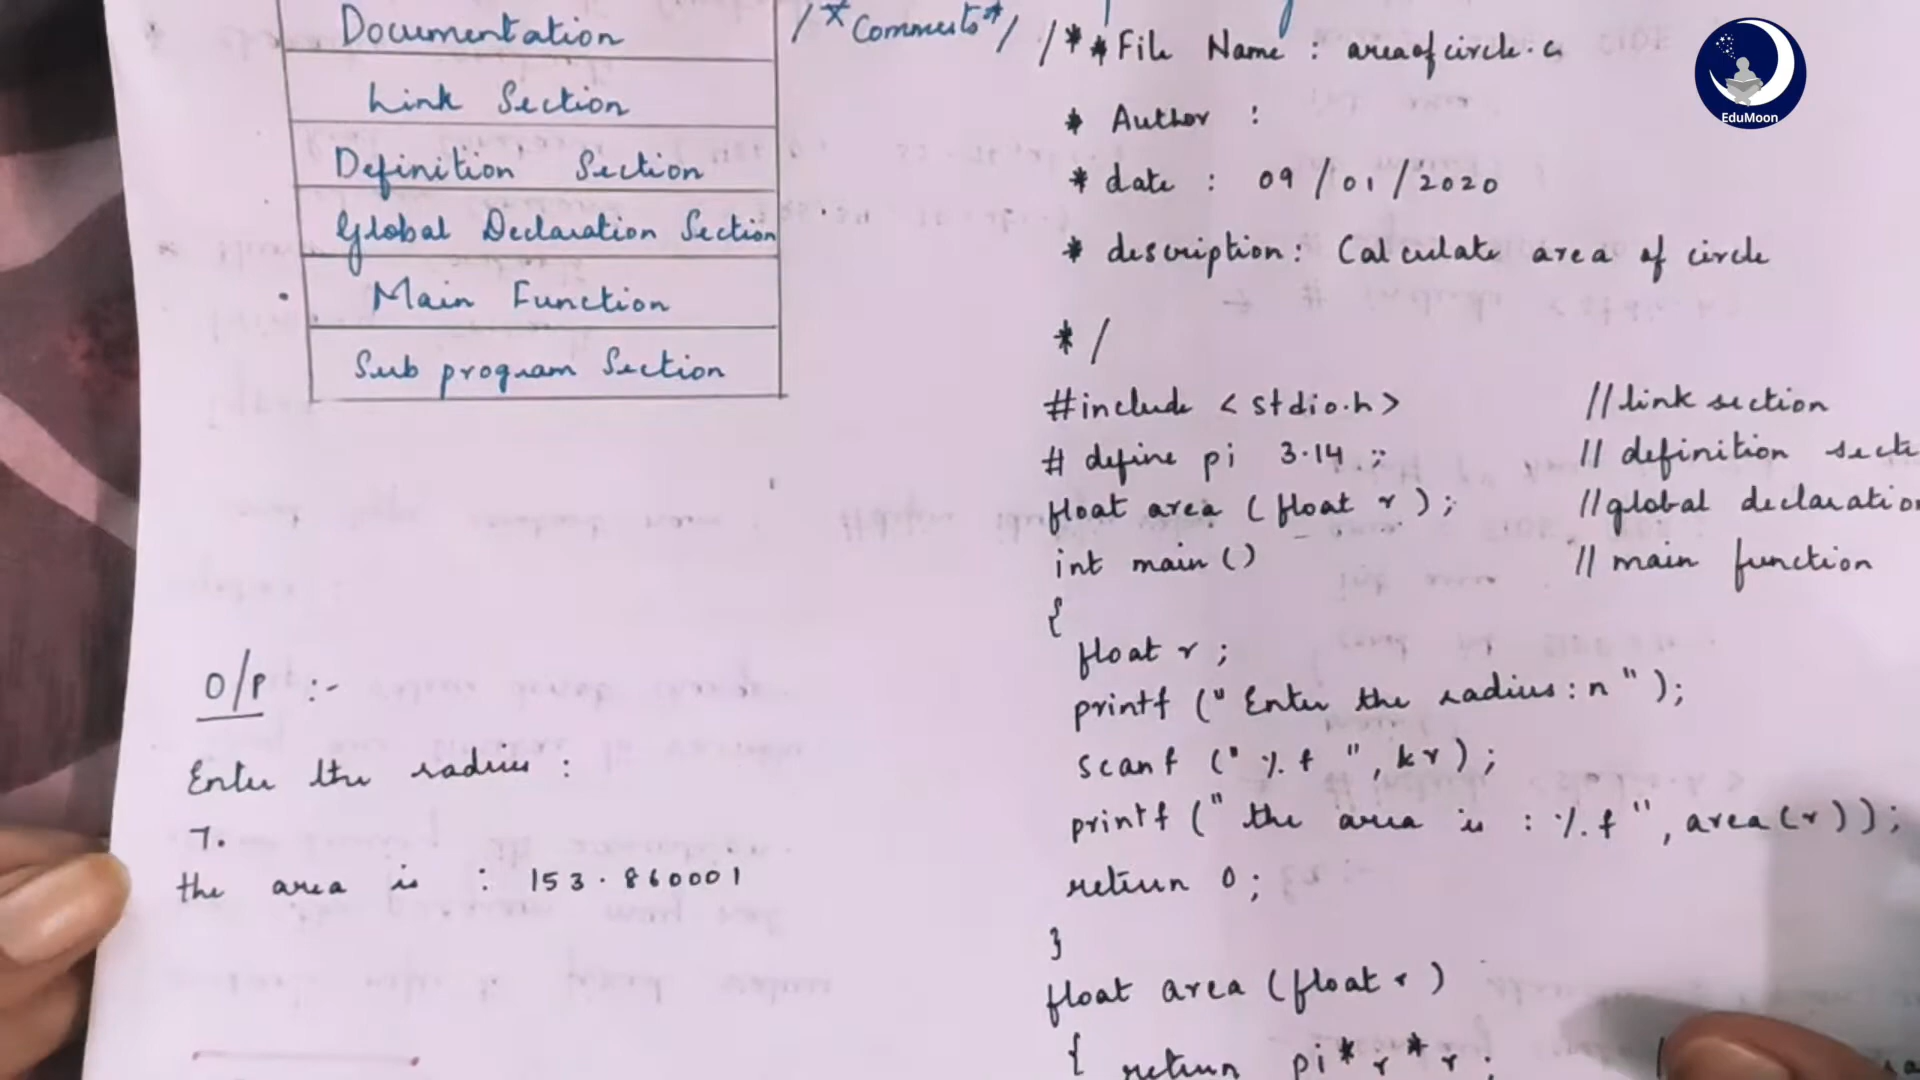 Documentation /*Comments*/
Link Section
Definition Section
Global Declaration Section
Main Function
Sub program Section
O/P :-
Enter the radius :
7.
the area is : 153.860001
/** File Name : areaofcircle.c
* Author :
* date : 09/01/2020
* description: Calculate area of circle
*/
#include <stdio.h> //link section
# define pi 3.14 ;; // definition secti
float area (float r); //global declaration
int main() // main function
{
float r;
printf ("Enter the radius:n");
scanf ("%f", &r);
printf ("the area is : %f", area(r));
return 0;
}
float area (float r)
{ return pi*r*r;
EduMoon